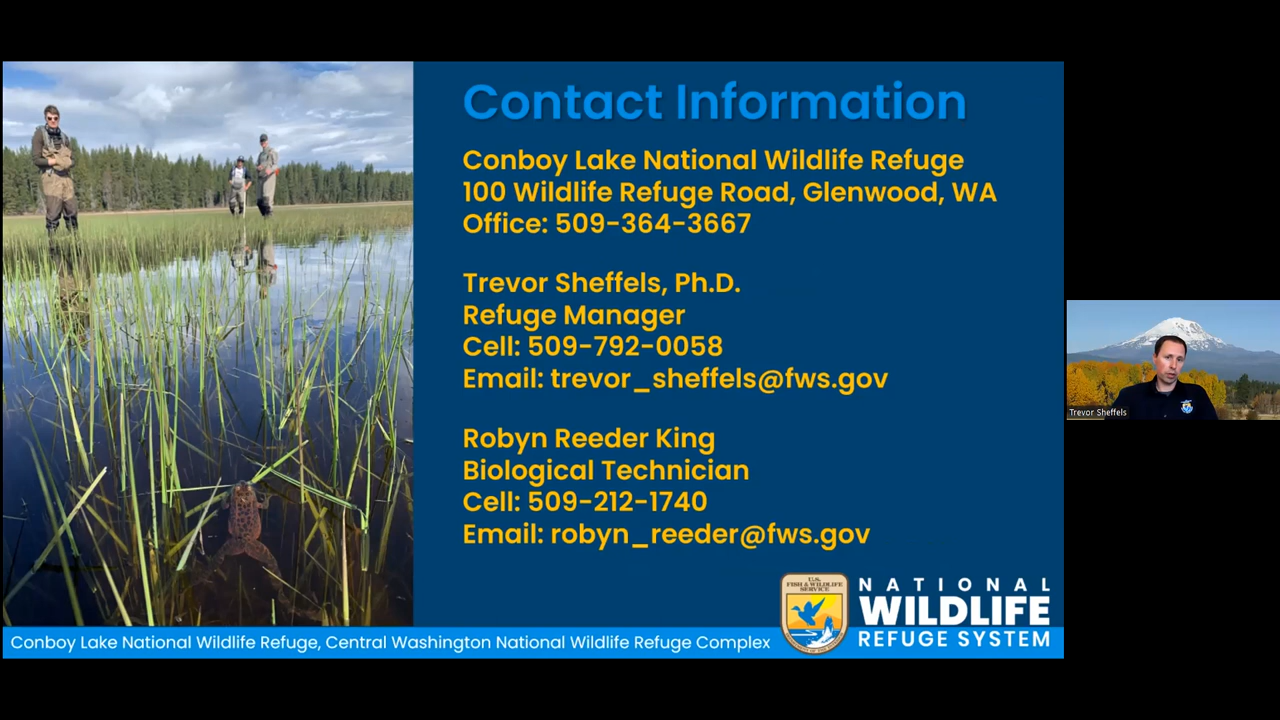 Contact Information
Conboy Lake National Wildlife Refuge
100 Wildlife Refuge Road, Glenwood, WA
Office: 509-364-3667
Trevor Sheffels, Ph.D.
Refuge Manager
Cell: 509-792-0058
Email: trevor_sheffels@fws.gov
Robyn Reeder King
Biological Technician
Cell: 509-212-1740
Email: robyn_reeder@fws.gov
U.S.
FISH & WILDLIFE
SERVICE
NATIONAL
WILDLIFE
REFUGE SYSTEM
Conboy Lake National Wildlife Refuge, Central Washington National Wildlife Refuge Complex
Trevor Sheffels